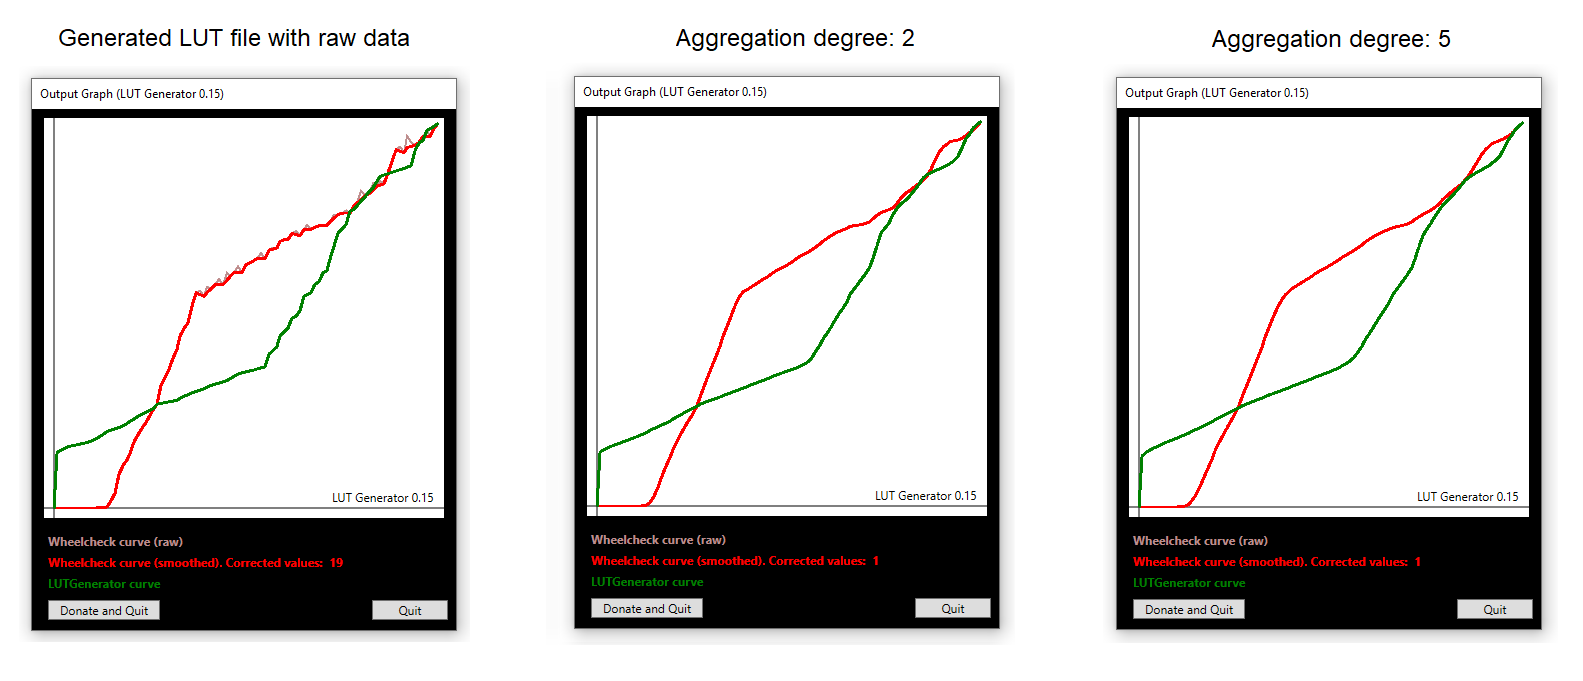 Generated LUT file with raw data
Output Graph (LUT Generator 0.15)
LUT Generator 0.15
Wheelcheck curve (raw)
Wheelcheck curve (smoothed). Corrected values: 19
LUTGenerator curve
Donate and Quit
Quit
Aggregation degree: 2
Output Graph (LUT Generator 0.15)
LUT Generator 0.15
Wheelcheck curve (raw)
Wheelcheck curve (smoothed). Corrected values: 1
LUTGenerator curve
Donate and Quit
Quit
Aggregation degree: 5
Output Graph (LUT Generator 0.15)
LUT Generator 0.15
Wheelcheck curve (raw)
Wheelcheck curve (smoothed). Corrected values: 1
LUTGenerator curve
Donate and Quit
Quit